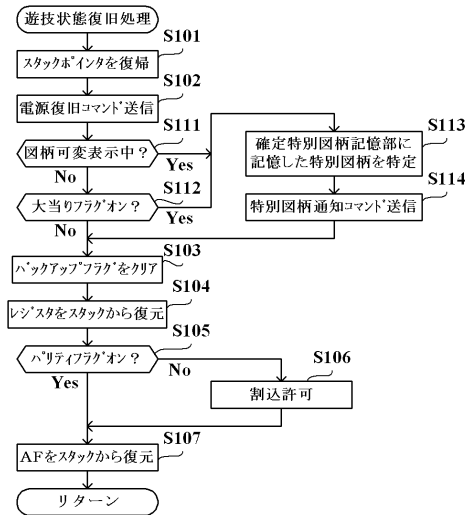 遊技状態復旧処理
S101
スタックポインタを復帰
S102
電源復旧コマンド送信
S111
図柄可変表示中？
Yes
No
S112
大当りフラグオン？
Yes
No
S113
確定特別図柄記憶部に
記憶した特別図柄を特定
S114
特別図柄通知コマンド送信
S103
バックアップフラグをクリア
S104
レジスタをスタックから復元
S105
パリティフラグオン？
No
Yes
S106
割込許可
S107
AFをスタックから復元
リターン